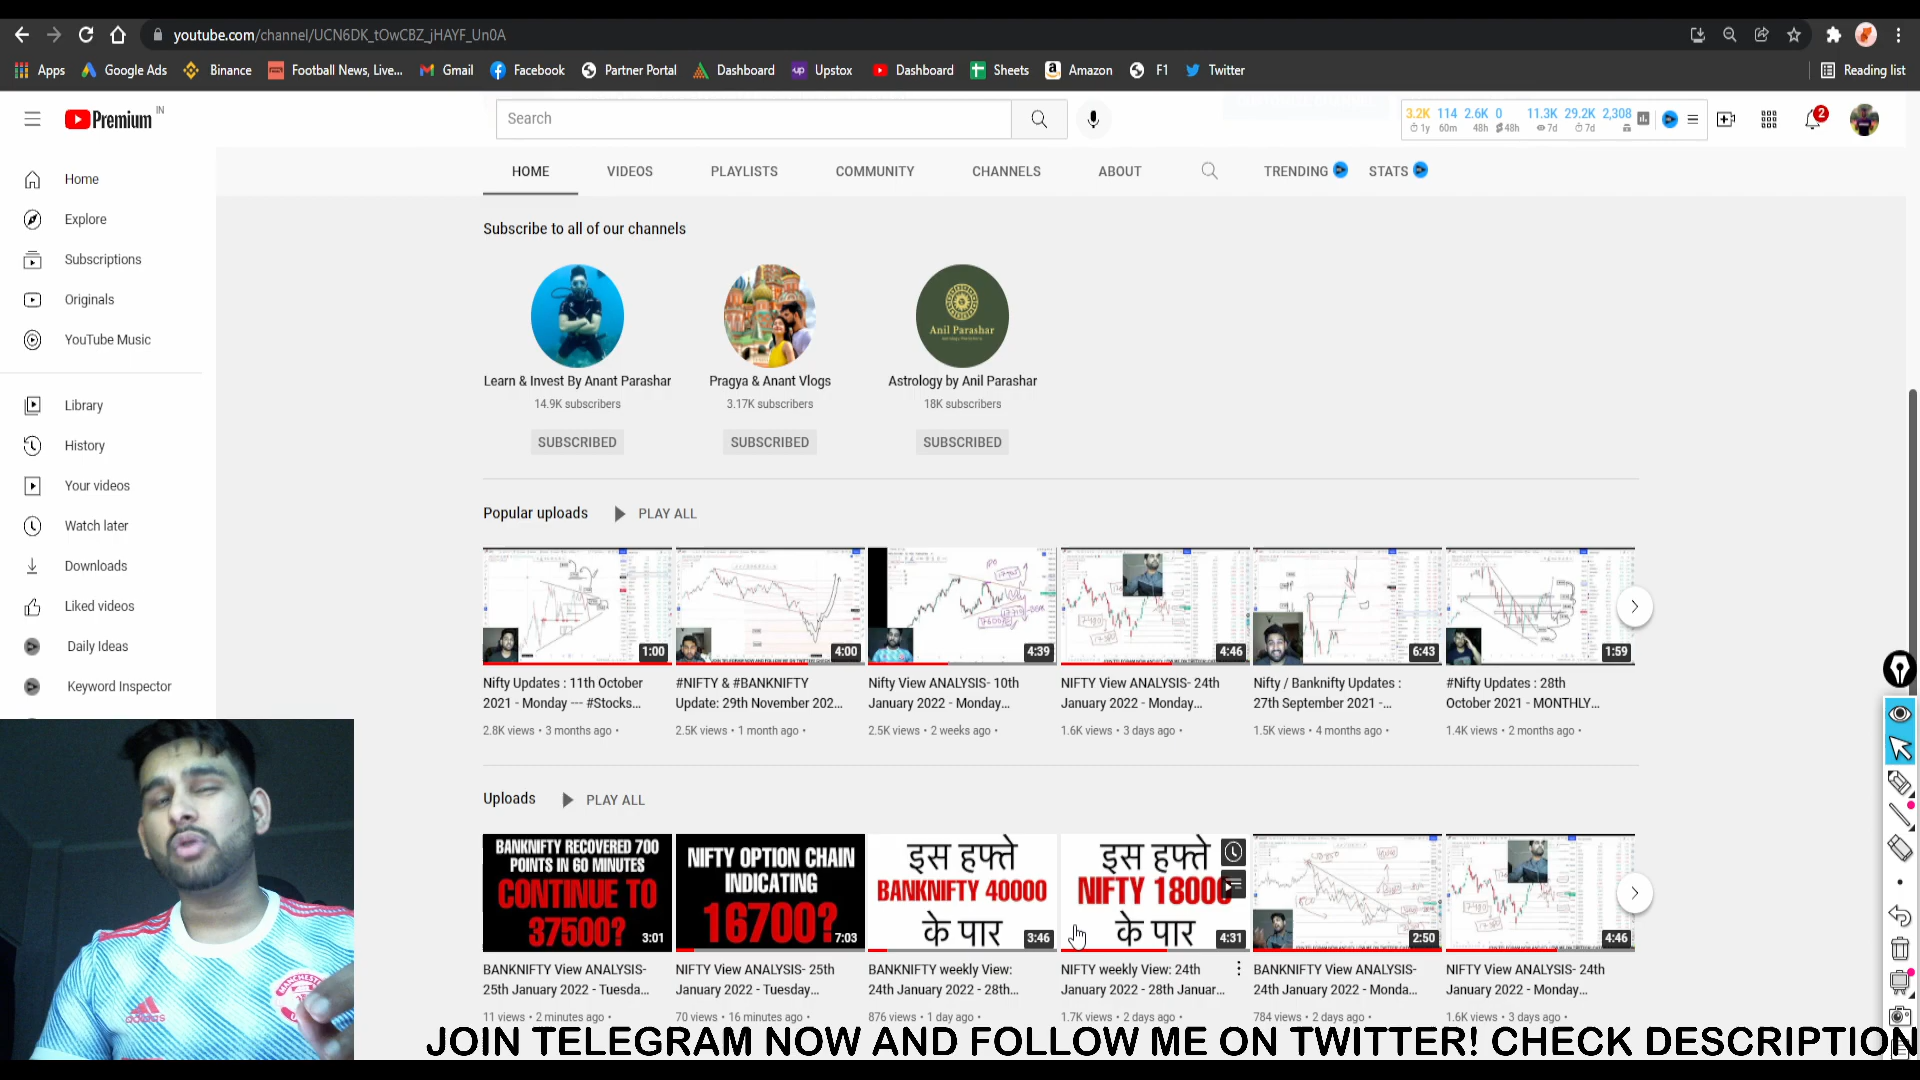 youtube.com/channel/UCN6DK_tOwCBZ_jHAYF_Un0A
Apps Google Ads Binance Football News, Live... Gmail Facebook Partner Portal Dashboard Upstox Dashboard Sheets Amazon F1 Twitter Reading list
Premium IN
Search
3.2K 114 2.6K 0 11.3K 29.2K 2,308
1y 60m 48h 48h 7d 7d
2
HOME VIDEOS PLAYLISTS COMMUNITY CHANNELS ABOUT TRENDING STATS
Home
Explore
Subscriptions
Originals
YouTube Music
Library
History
Your videos
Watch later
Downloads
Liked videos
Daily Ideas
Keyword Inspector
Subscribe to all of our channels
Anil Parashar
Learn & Invest By Anant Parashar Pragya & Anant Vlogs Astrology by Anil Parashar
14.9K subscribers 3.17K subscribers 18K subscribers
SUBSCRIBED SUBSCRIBED SUBSCRIBED
Popular uploads PLAY ALL
1:00 4:00 4:39 4:46 6:43 1:59
Nifty Updates : 11th October 2021 - Monday --- #Stocks...
2.8K views • 3 months ago •
#NIFTY & #BANKNIFTY Update: 29th November 202...
2.5K views • 1 month ago •
Nifty View ANALYSIS- 10th January 2022 - Monday...
2.5K views • 2 weeks ago •
NIFTY View ANALYSIS- 24th January 2022 - Monday...
1.6K views • 3 days ago •
Nifty / Banknifty Updates : 27th September 2021 -...
1.5K views • 4 months ago •
#Nifty Updates : 28th October 2021 - MONTHLY...
1.4K views • 2 months ago •
Uploads PLAY ALL
BANKNIFTY RECOVERED 700
POINTS IN 60 MINUTES
CONTINUE TO
37500?
3:01
BANKNIFTY View ANALYSIS- 25th January 2022 - Tuesda...
11 views • 2 minutes ago •
NIFTY OPTION CHAIN
INDICATING
16700?
7:03
NIFTY View ANALYSIS- 25th January 2022 - Tuesday...
70 views • 16 minutes ago •
इस हफ्ते
BANKNIFTY 40000
के पार
3:46
BANKNIFTY weekly View: 24th January 2022 - 28th...
876 views • 1 day ago •
इस हफ्ते
NIFTY 18000
के पार
4:31
NIFTY weekly View: 24th January 2022 - 28th Januar...
1.7K views • 2 days ago •
2:50
BANKNIFTY View ANALYSIS- 24th January 2022 - Monda...
784 views • 2 days ago •
4:46
NIFTY View ANALYSIS- 24th January 2022 - Monday...
1.6K views • 3 days ago •
adidas
JOIN TELEGRAM NOW AND FOLLOW ME ON TWITTER! CHECK DESCRIPTION